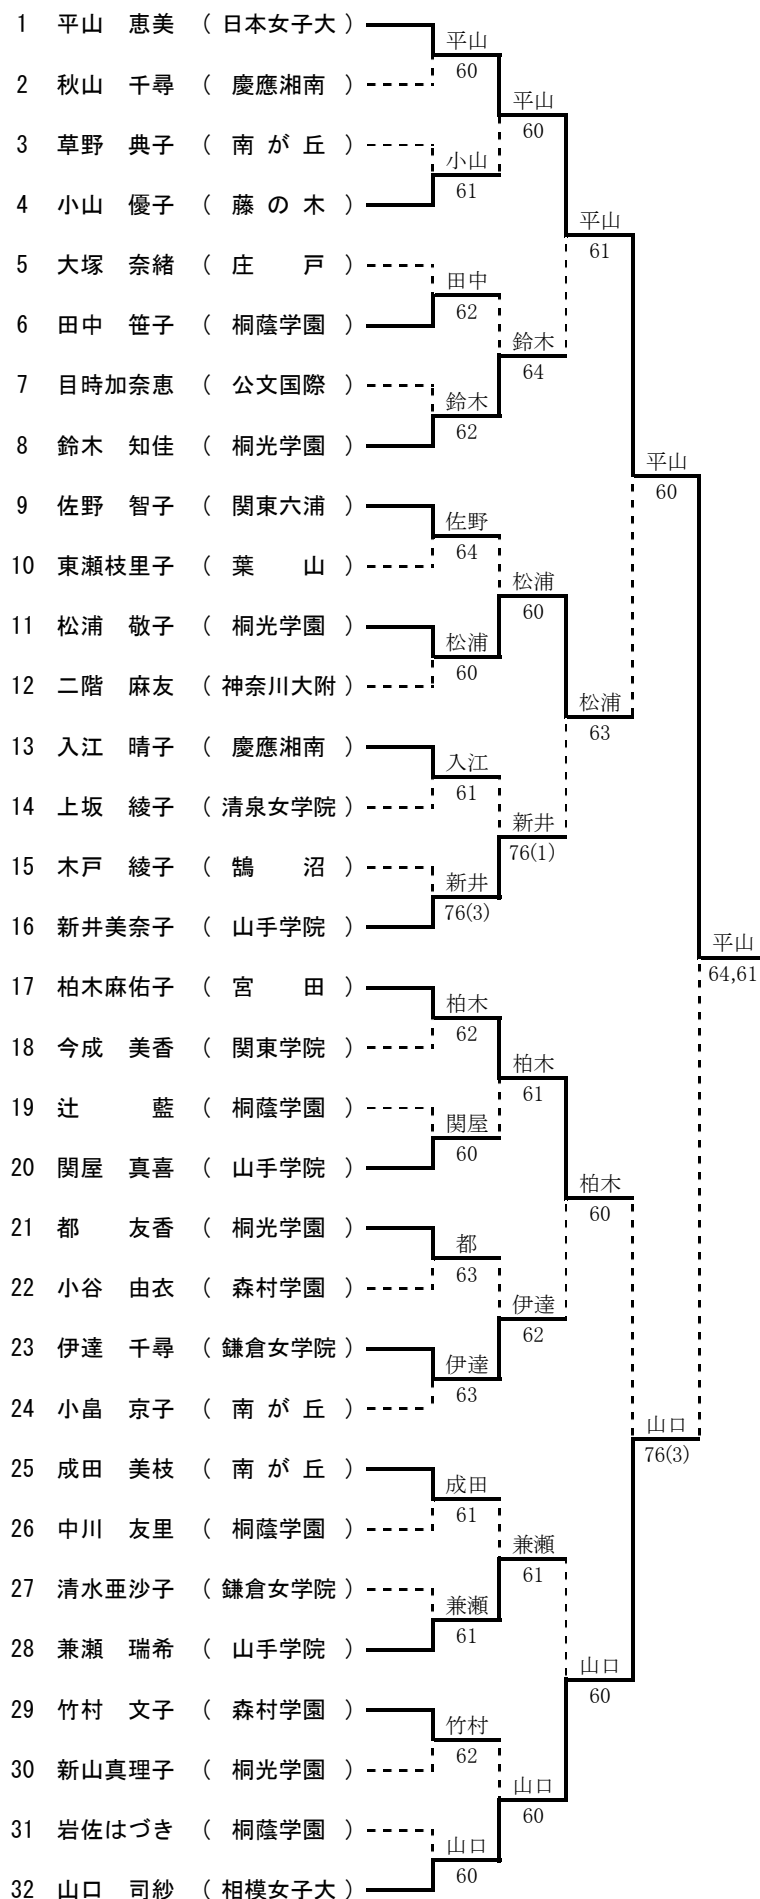 1 平山 恵美 ( 日本女子大 )
平山
60
2 秋山 千尋 ( 慶應湘南 )
平山
60
3 草野 典子 ( 南が丘 )
小山
61
4 小山 優子 ( 藤の木 )
平山
61
5 大塚 奈緒 ( 庄 戸 )
田中
62
6 田中 笹子 ( 桐蔭学園 )
鈴木
64
7 目時加奈恵 ( 公文国際 )
鈴木
62
8 鈴木 知佳 ( 桐光学園 )
平山
60
9 佐野 智子 ( 関東六浦 )
佐野
64
10 東瀬枝里子 ( 葉 山 )
松浦
60
11 松浦 敬子 ( 桐光学園 )
松浦
60
12 二階 麻友 ( 神奈川大附 )
松浦
63
13 入江 晴子 ( 慶應湘南 )
入江
61
14 上坂 綾子 ( 清泉女学院 )
新井
76(1)
15 木戸 綾子 ( 鵠 沼 )
新井
76(3)
16 新井美奈子 ( 山手学院 )
平山
64,61
17 柏木麻佑子 ( 宮 田 )
柏木
62
18 今成 美香 ( 関東学院 )
柏木
61
19 辻 藍 ( 桐蔭学園 )
関屋
60
20 関屋 真喜 ( 山手学院 )
柏木
60
21 都 友香 ( 桐光学園 )
都
63
22 小谷 由衣 ( 森村学園 )
伊達
62
23 伊達 千尋 ( 鎌倉女学院 )
伊達
63
24 小畠 京子 ( 南が丘 )
山口
76(3)
25 成田 美枝 ( 南が丘 )
成田
61
26 中川 友里 ( 桐蔭学園 )
兼瀬
61
27 清水亜沙子 ( 鎌倉女学院 )
兼瀬
61
28 兼瀬 瑞希 ( 山手学院 )
山口
60
29 竹村 文子 ( 森村学園 )
竹村
62
30 新山真理子 ( 桐光学園 )
山口
60
31 岩佐はづき ( 桐蔭学園 )
山口
60
32 山口 司紗 ( 相模女子大 )